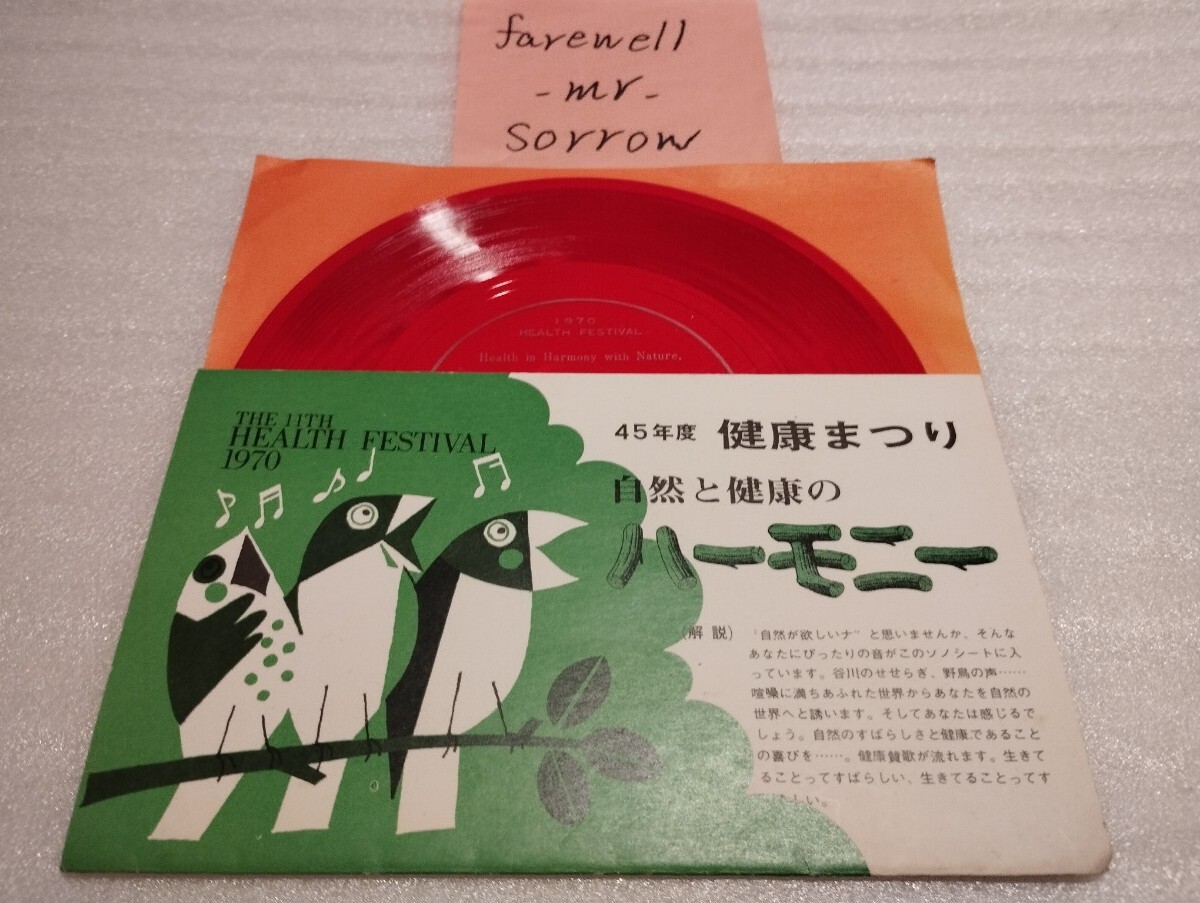 farewell
-mr-
sorrow
1970
HEALTH FESTIVAL
Health in Harmony with Nature.
THE 11TH
HEALTH FESTIVAL
1970
45年度 健康まつり
自然と健康の
ハーモニー
(解説) "自然が欲しいナ"と思いませんか、そんな
あなたにぴったりの音がこのソノシートに入
っています。谷川のせせらぎ、野鳥の声……
喧噪に満ちあふれた世界からあなたを自然の
世界へと誘います。そしてあなたは感じるで
しょう。自然のすばらしさと健康であること
の喜びを……。健康賛歌が流れます。生きて
ることってすばらしい、生きてることってす
しい。